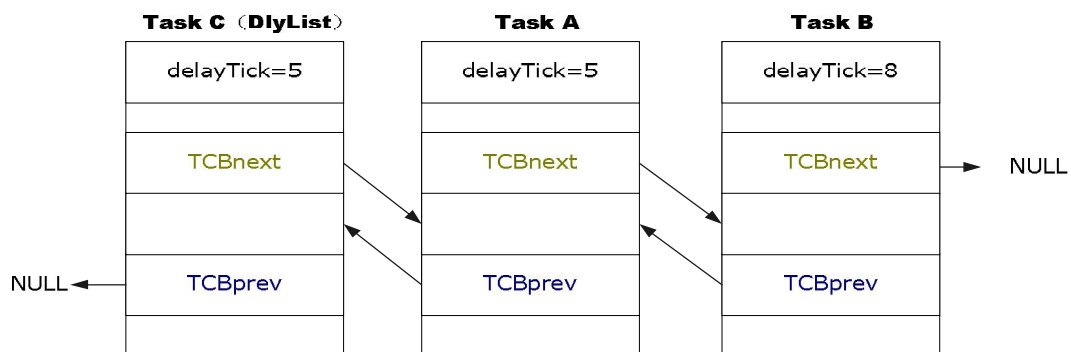 Task C（DlyList） Task A Task B
delayTick=5 delayTick=5 delayTick=8
TCBnext TCBnext TCBnext NULL
NULL TCBprev TCBprev TCBprev